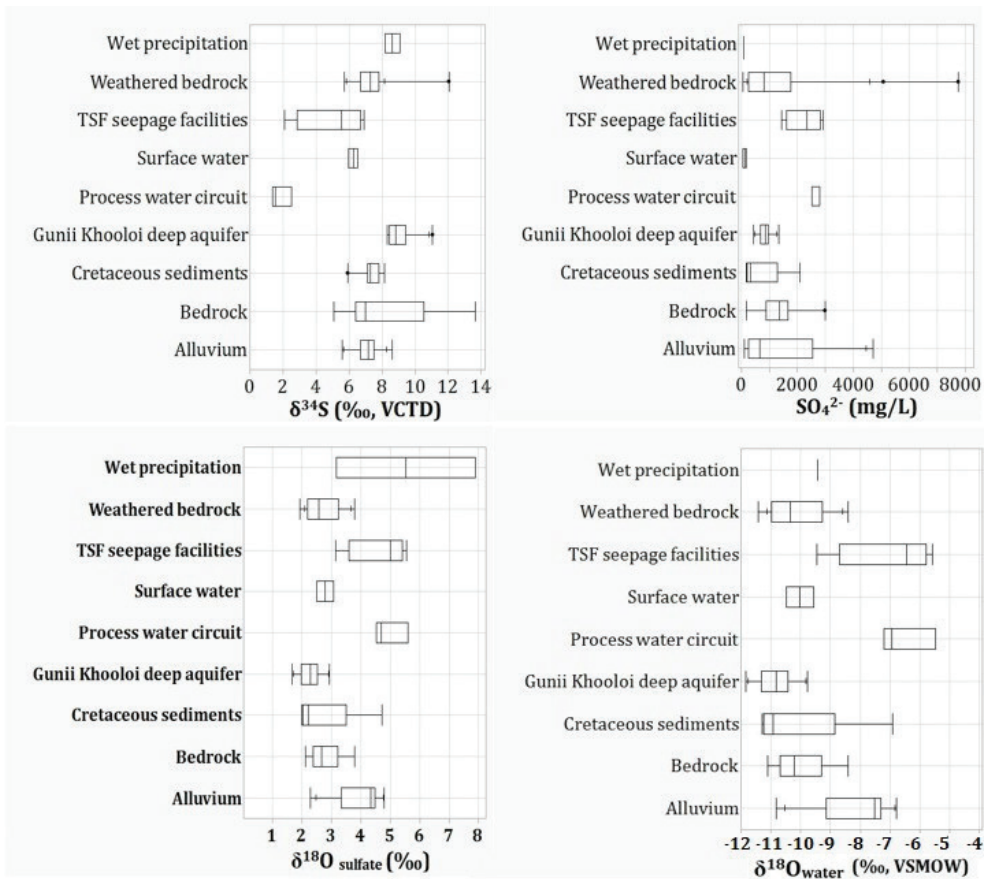 Wet precipitation
Weathered bedrock
TSF seepage facilities
Surface water
Process water circuit
Gunii Khooloi deep aquifer
Cretaceous sediments
Bedrock
Alluvium
0 2 4 6 8 10 12 14
δ³⁴S (‰, VCTD)
Wet precipitation
Weathered bedrock
TSF seepage facilities
Surface water
Process water circuit
Gunii Khooloi deep aquifer
Cretaceous sediments
Bedrock
Alluvium
0 2000 4000 6000 8000
SO₄²⁻ (mg/L)
Wet precipitation
Weathered bedrock
TSF seepage facilities
Surface water
Process water circuit
Gunii Khooloi deep aquifer
Cretaceous sediments
Bedrock
Alluvium
1 2 3 4 5 6 7 8
δ¹⁸O sulfate (‰)
Wet precipitation
Weathered bedrock
TSF seepage facilities
Surface water
Process water circuit
Gunii Khooloi deep aquifer
Cretaceous sediments
Bedrock
Alluvium
-12 -11 -10 -9 -8 -7 -6 -5 -4
δ¹⁸Owater (‰, VSMOW)